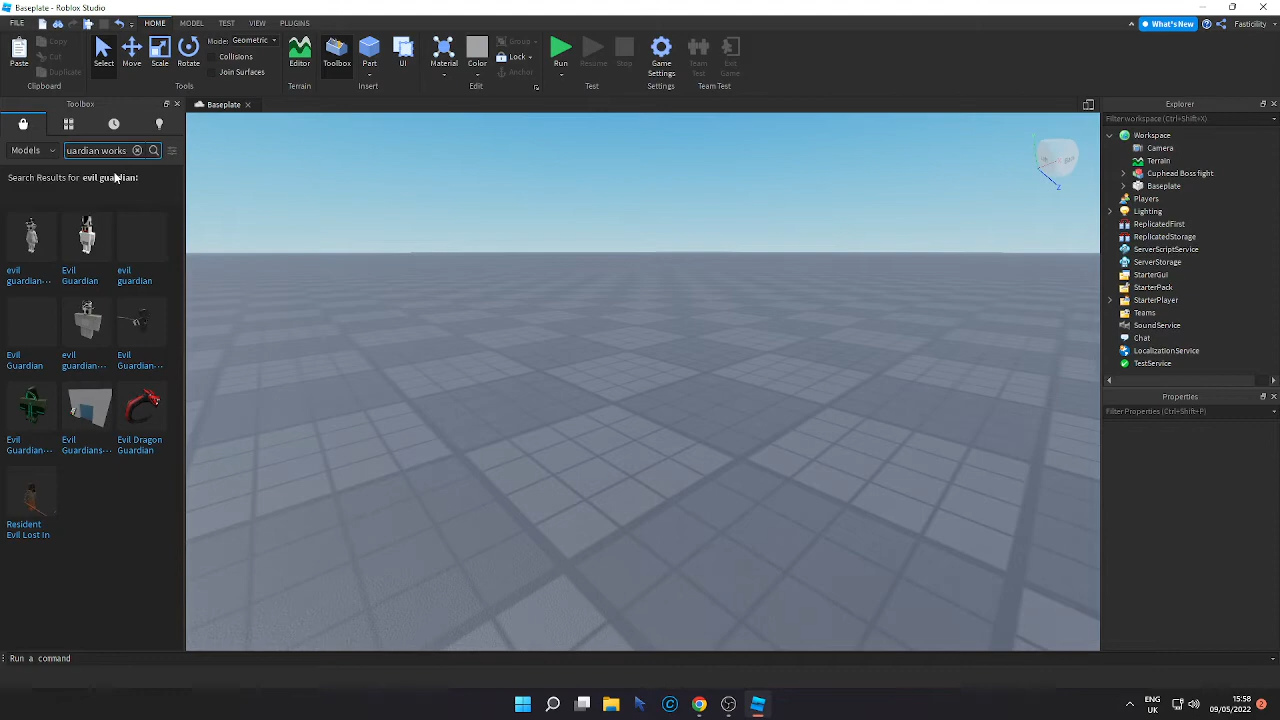 Baseplate - Roblox Studio
FILE HOME MODEL TEST VIEW PLUGINS What's New Fasticility
Paste Copy Cut Duplicate Select Move Scale Rotate Mode: Geometric Collisions Join Surfaces Editor Toolbox Part UI Material Color Group Lock Anchor Run Resume Stop Game Settings Team Test Exit Game
Clipboard Tools Terrain Insert Edit Test Settings Team Test
Toolbox
Baseplate
Models uardian works
Search Results for evil guardian:
evil guardian···
Evil Guardian
evil guardian
Evil Guardian
evil guardian···
Evil Guardian···
Evil Guardian···
Evil Guardians···
Evil Dragon Guardian
Resident Evil Lost In
Explorer
Filter workspace (Ctrl+Shift+X)
Workspace
Camera
Terrain
Cuphead Boss fight
Baseplate
Players
Lighting
ReplicatedFirst
ReplicatedStorage
ServerScriptService
ServerStorage
StarterGui
StarterPack
StarterPlayer
Teams
SoundService
Chat
LocalizationService
TestService
Properties
Filter Properties (Ctrl+Shift+P)
Run a command
ENG
UK
15:58
09/05/2022
2